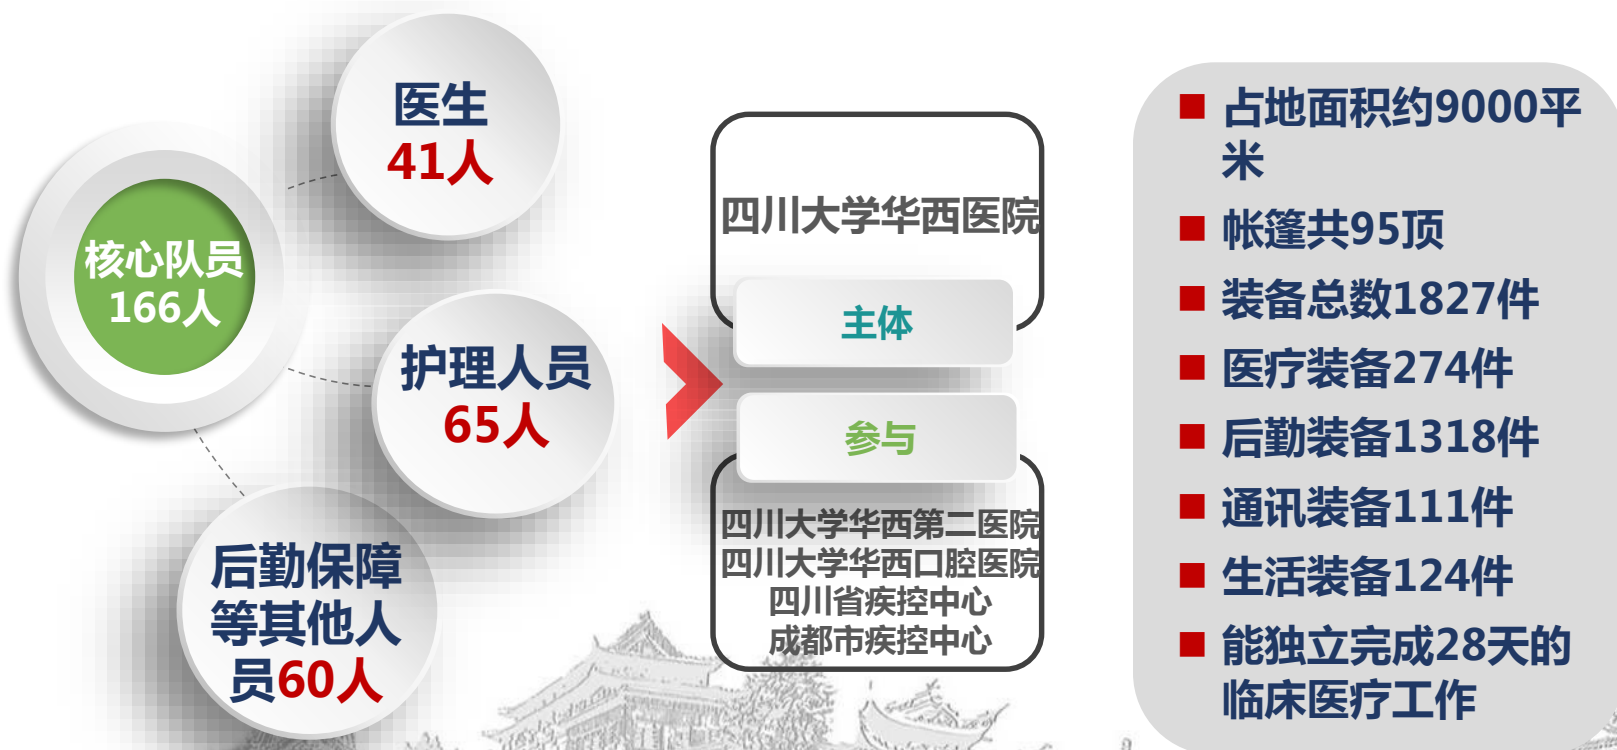 核心队员
166人
医生
41人
护理人员
65人
后勤保障
等其他人
员60人
四川大学华西医院
主体
参与
四川大学华西第二医院
四川大学华西口腔医院
四川省疾控中心
成都市疾控中心
占地面积约9000平
米
帐篷共95顶
装备总数1827件
医疗装备274件
后勤装备1318件
通讯装备111件
生活装备124件
能独立完成28天的
临床医疗工作